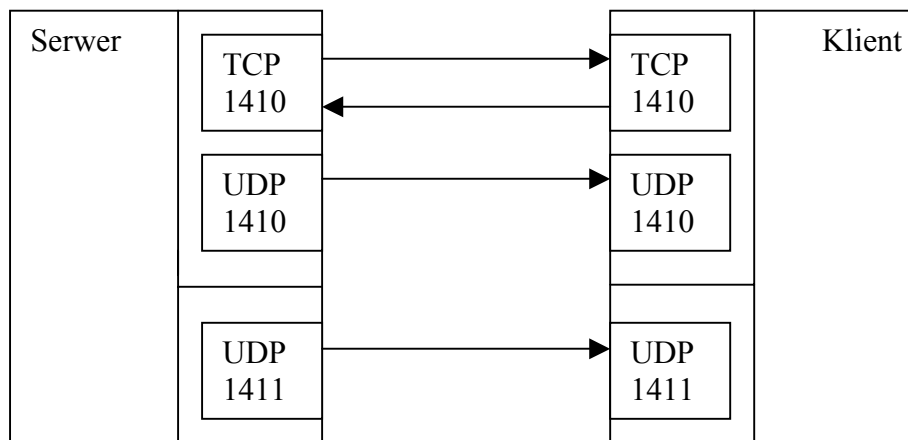 Serwer
TCP
1410
TCP
1410
Klient
UDP
1410
UDP
1410
UDP
1411
UDP
1411